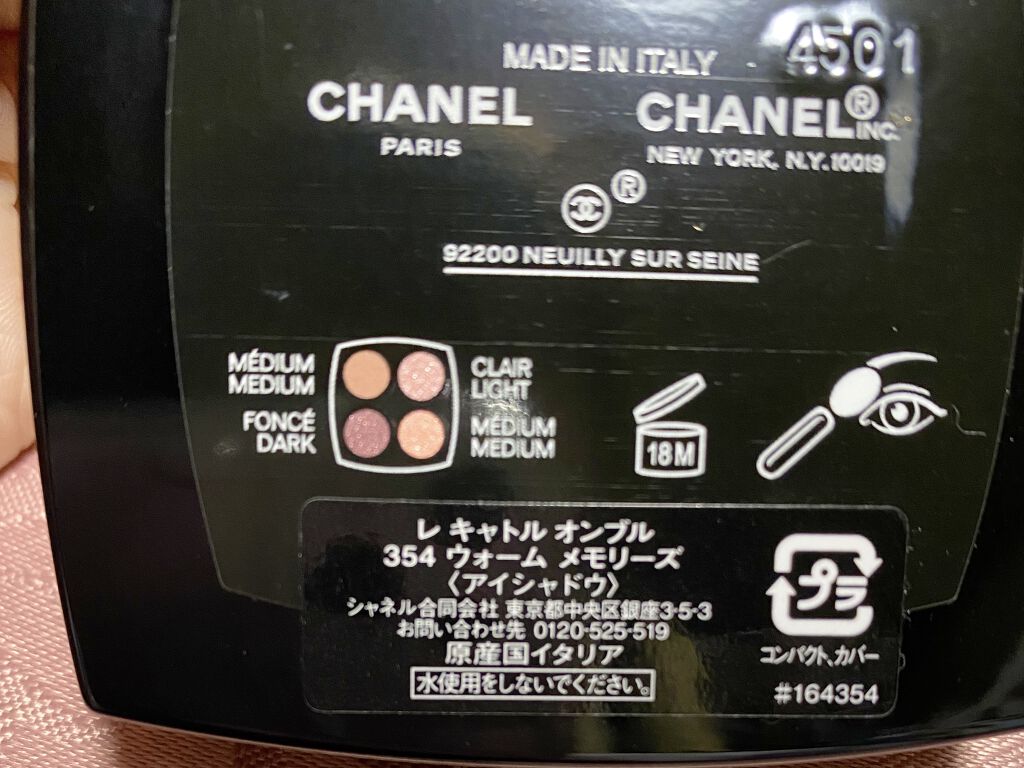 4501
MADE IN ITALY
CHANEL
PARIS
CHANEL®
INC.
NEW YORK, N.Y. 10019
®
92200 NEUILLY SUR SEINE
MÉDIUM
MEDIUM
CLAIR
LIGHT
FONCÉ
DARK
MÉDIUM
MEDIUM
18M
レ キャトル オンブル
354 ウォーム メモリーズ
〈アイシャドウ〉
シャネル合同会社 東京都中央区銀座3-5-3
お問い合わせ先 0120-525-519
原産国イタリア
水使用をしないでください。
プラ
コンパクト、カバー
#164354